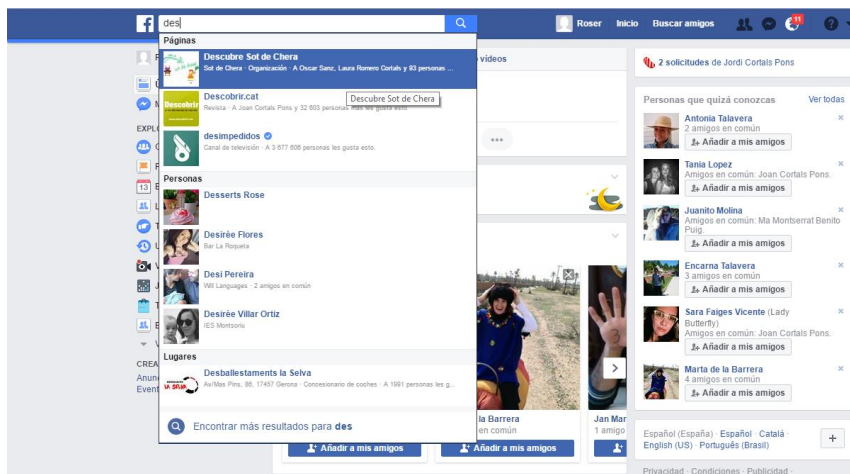 des
Roser Inicio Buscar amigos 11
Páginas
Descubre Sot de Chera
Sot de Chera · Organización · A Oscar Sanz, Laura Romero Cortals y 93 personas ...
Descobrir.cat
Revista · A Joan Cortals Pons y 32 603 personas más les gusta esto.
Descubre Sot de Chera
desimpedidos
Canal de televisión · A 3 677 606 personas les gusta esto.
Personas
Desserts Rose
Desirèe Flores
Bar La Roqueta
Desi Pereira
Will Languages · 2 amigos en común
Desirèe Villar Ortiz
IES Montsoriu
Lugares
Desballestaments la Selva
Av/Mas Pins, 86, 17457 Gerona · Concesionario de coches · A 1991 personas les g...
Encontrar más resultados para des
EXPL
13
CREA
Anun
Event
videos
la Barrera
en común
Añadir a mis amigos
Añadir a mis amigos
Jan Mar
1 amigo
2 solicitudes de Jordi Cortals Pons
Personas que quizá conozcas Ver todas
Antonia Talavera
2 amigos en común
Añadir a mis amigos
Tania Lopez
Amigos en común: Joan Cortals Pons.
Añadir a mis amigos
Juanito Molina
Amigos en común: Ma Montserrat Benito
Puig.
Añadir a mis amigos
Encarna Talavera
3 amigos en común
Añadir a mis amigos
Sara Faiges Vicente (Lady
Butterfly)
Amigos en común: Joan Cortals Pons.
Añadir a mis amigos
Marta de la Barrera
4 amigos en común
Añadir a mis amigos
Español (España) · Español · Català ·
English (US) · Português (Brasil)
Privacidad · Condiciones · Publicidad ·